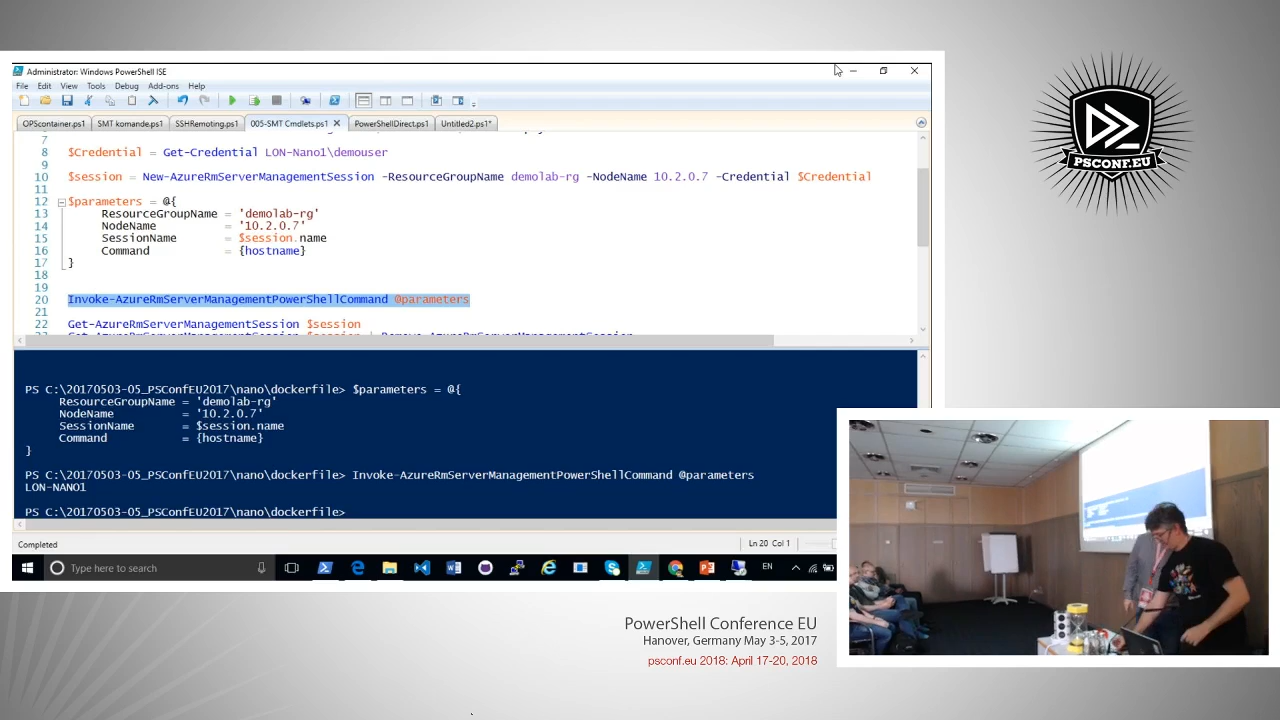 Administrator: Windows PowerShell ISE
File Edit View Tools Debug Add-ons Help
OPScontainer.ps1 SMT komande.ps1 SSHRemoting.ps1 005-SMT Cmdlets.ps1 PowerShellDirect.ps1 Untitled2.ps1*
7
8 $Credential = Get-Credential LON-Nano1\demouser
9
10 $session = New-AzureRmServerManagementSession -ResourceGroupName demolab-rg -NodeName 10.2.0.7 -Credential $Credential
11
12 $parameters = @{
13 ResourceGroupName = 'demolab-rg'
14 NodeName = '10.2.0.7'
15 SessionName = $session.name
16 Command = {hostname}
17 }
18
19
20 Invoke-AzureRmServerManagementPowerShellCommand @parameters
21
22 Get-AzureRmServerManagementSession $session
PS C:\20170503-05_PSConfEU2017\nano\dockerfile> $parameters = @{
ResourceGroupName = 'demolab-rg'
NodeName = '10.2.0.7'
SessionName = $session.name
Command = {hostname}
}
PS C:\20170503-05_PSConfEU2017\nano\dockerfile> Invoke-AzureRmServerManagementPowerShellCommand @parameters
LON-NANO1
PS C:\20170503-05_PSConfEU2017\nano\dockerfile>
Completed
Ln 20 Col 1
Type here to search
EN
PSCONF.EU
PowerShell Conference EU
Hanover, Germany May 3-5, 2017
psconf.eu 2018: April 17-20, 2018